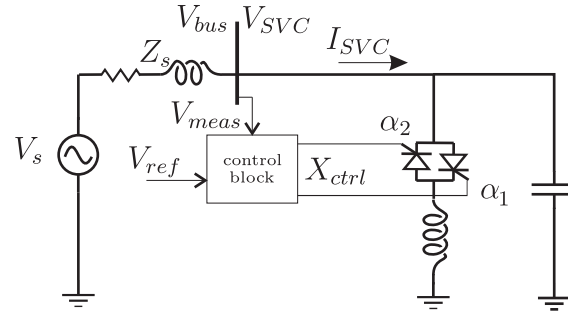 V_bus V_SVC
I_SVC
Z_s
V_meas
α_2
V_s
V_ref
control
block
X_ctrl
α_1